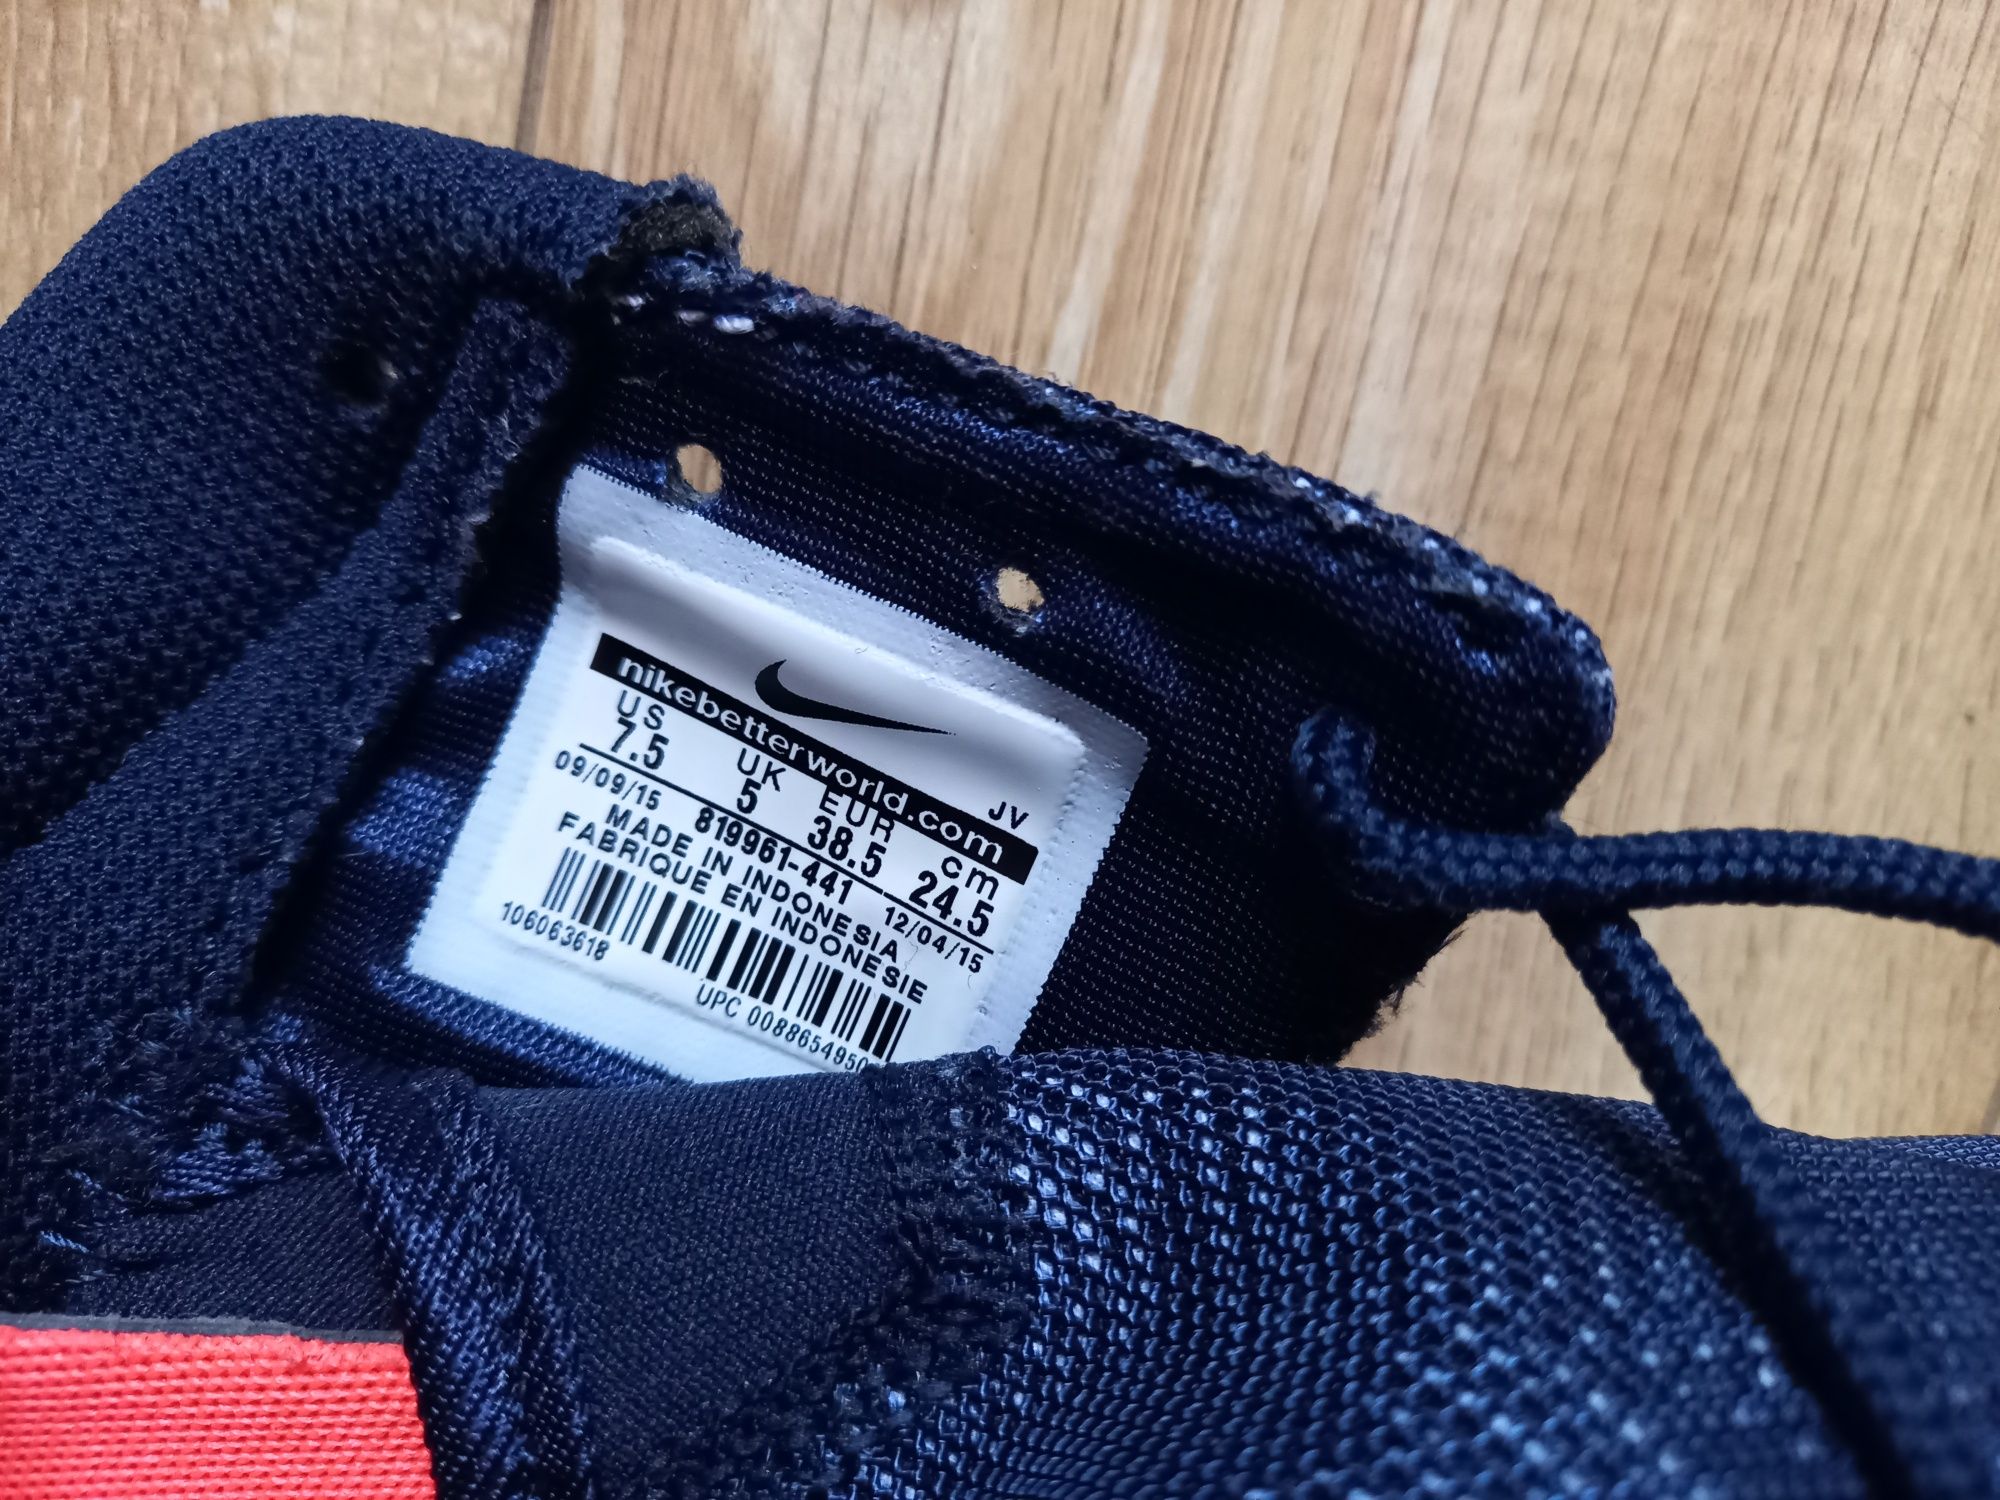 nikebetterworld.com
JV
US UK EUR cm
7.5 5 38.5 24.5
09/09/15 819961-441 12/04/15
MADE IN INDONESIA
FABRIQUE EN INDONESIE
106063618
UPC 0088654950